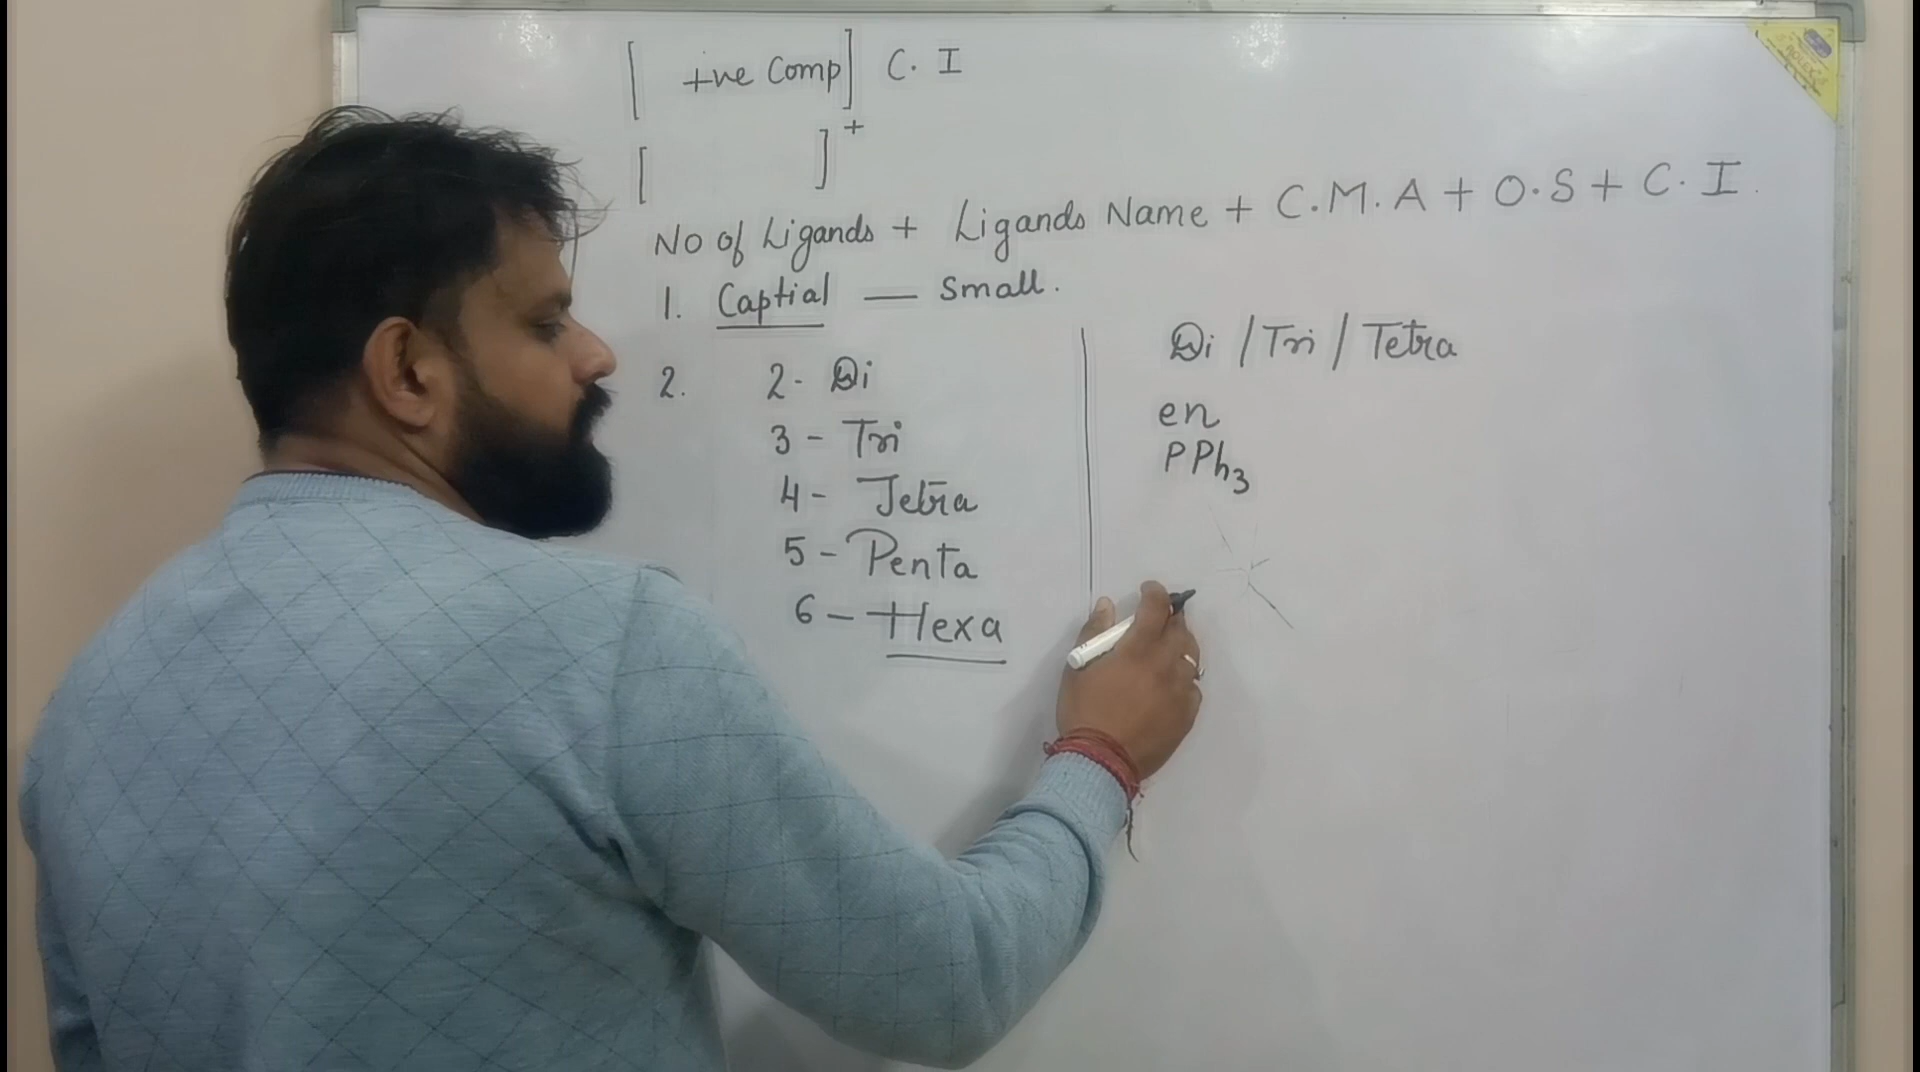 [ +ve Comp] C. I
[ ]⁺
No of Ligands + Ligands Name + C.M.A + O.S + C. I.
1. Captial — Small.
2. 2- Di
3 - Tri
4 - Tetra
5 - Penta
6 - Hexa
Di / Tri / Tetra
en
PPh₃